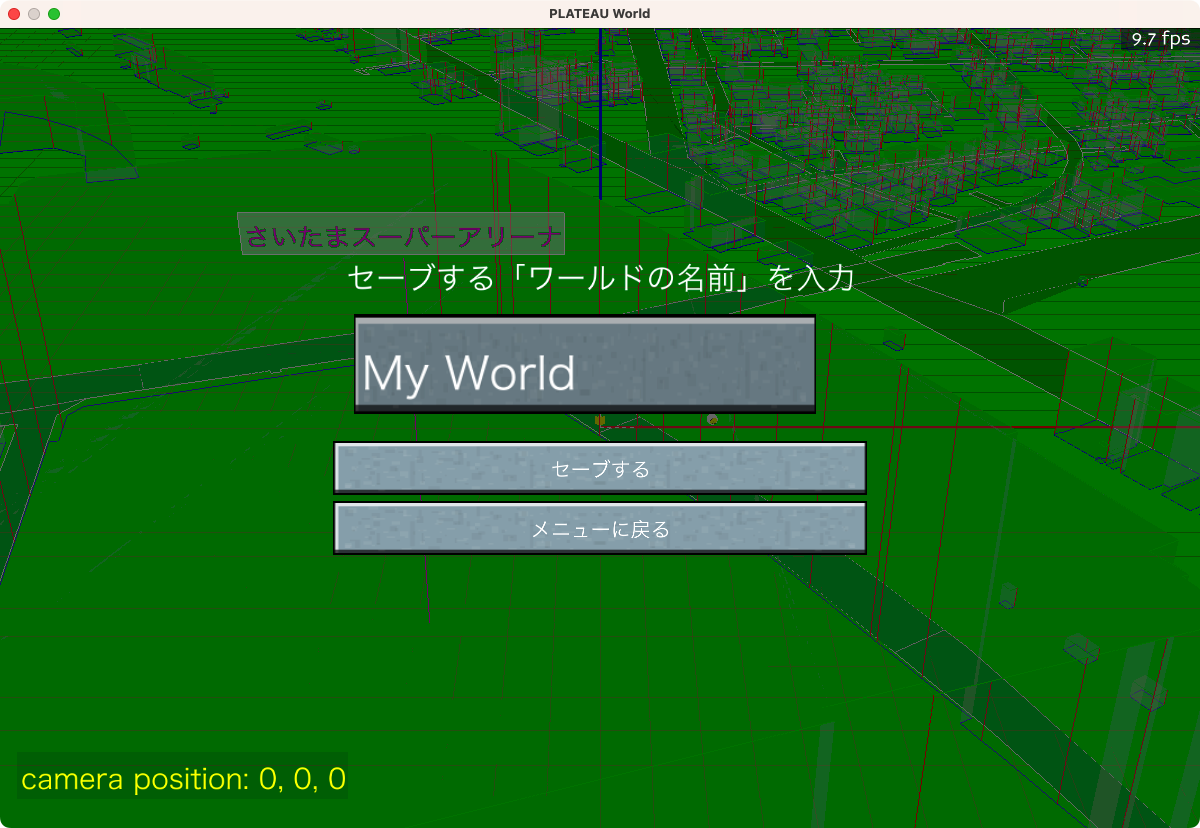 PLATEAU World
9.7 fps
さいたまスーパーアリーナ
セーブする「ワールドの名前」を入力
My World
セーブする
メニューに戻る
camera position: 0, 0, 0